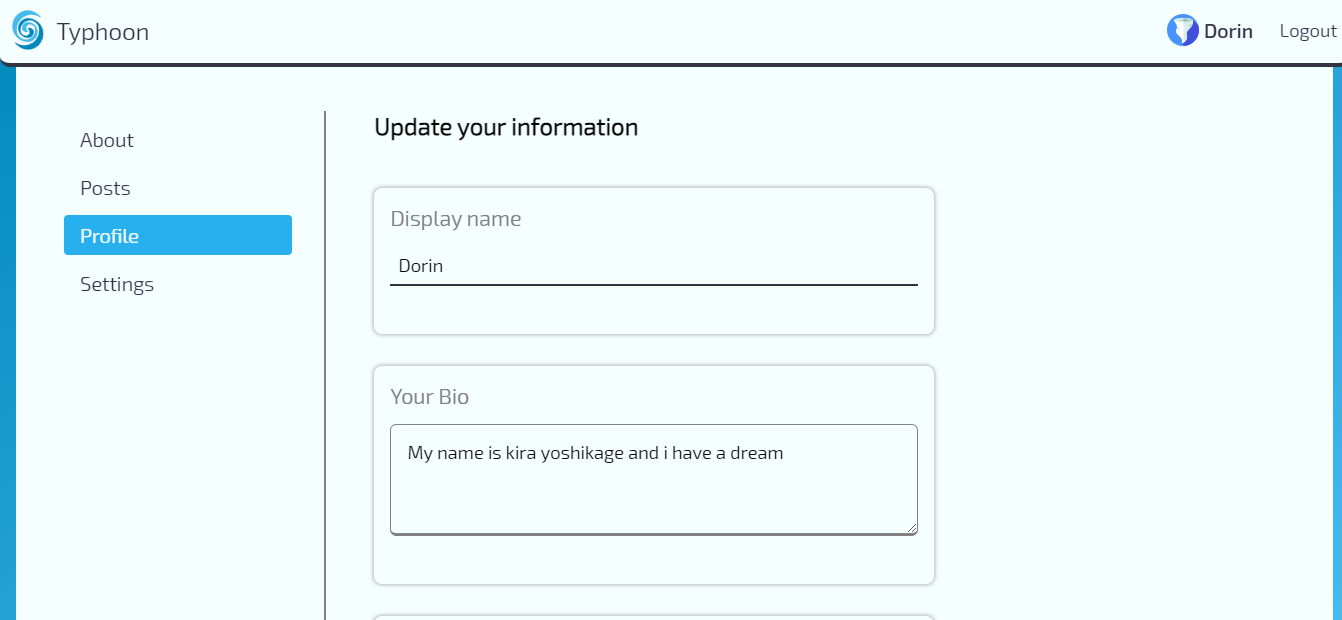 Typhoon
Dorin
Logout
About
Posts
Profile
Settings
Update your information
Display name
Dorin
Your Bio
My name is kira yoshikage and i have a dream